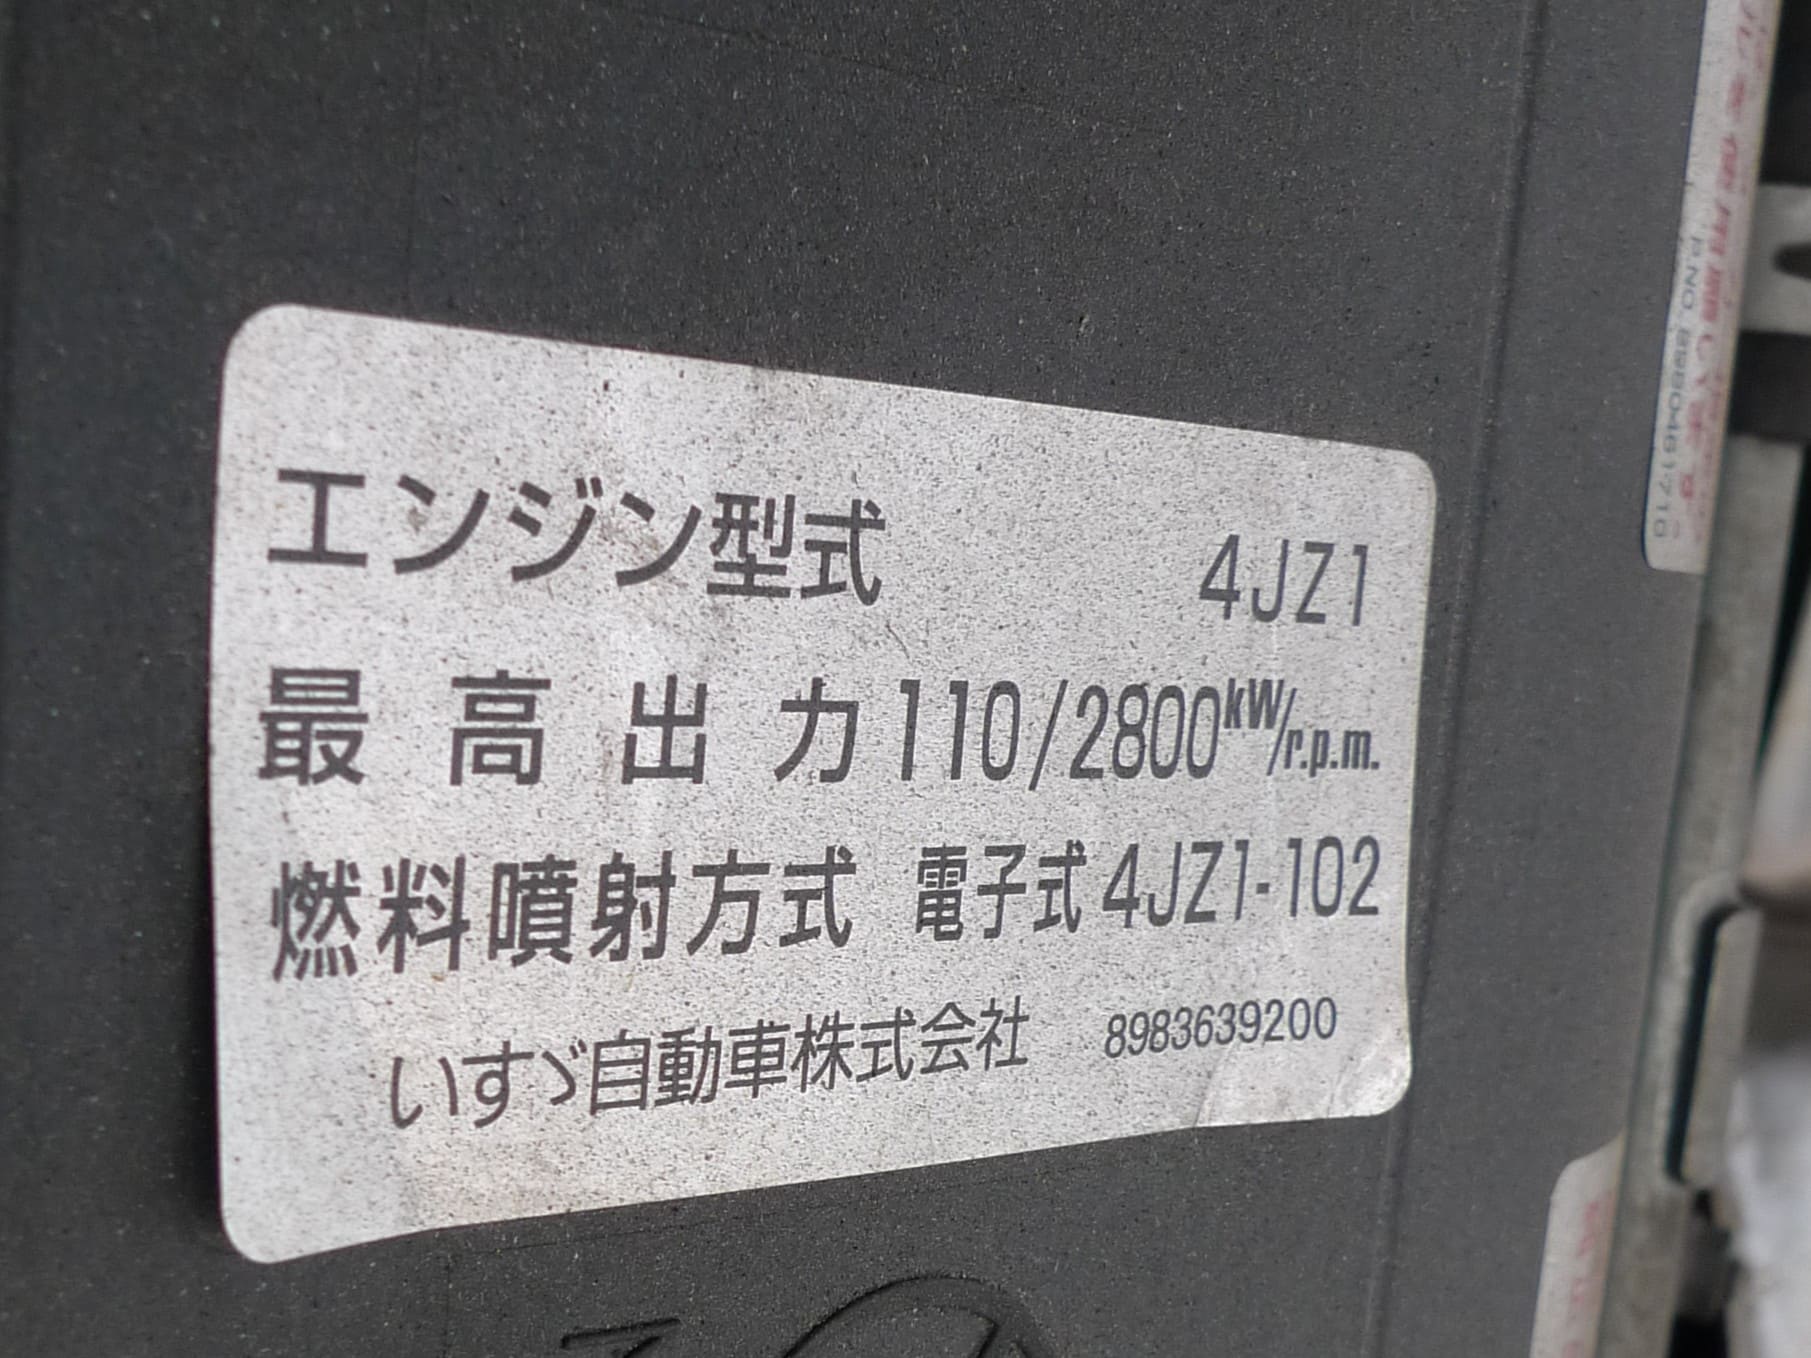 エンジン型式 4JZ1
最高出力 110/2800kW/r.p.m.
燃料噴射方式 電子式 4JZ1-102
いすゞ自動車株式会社 8983639200